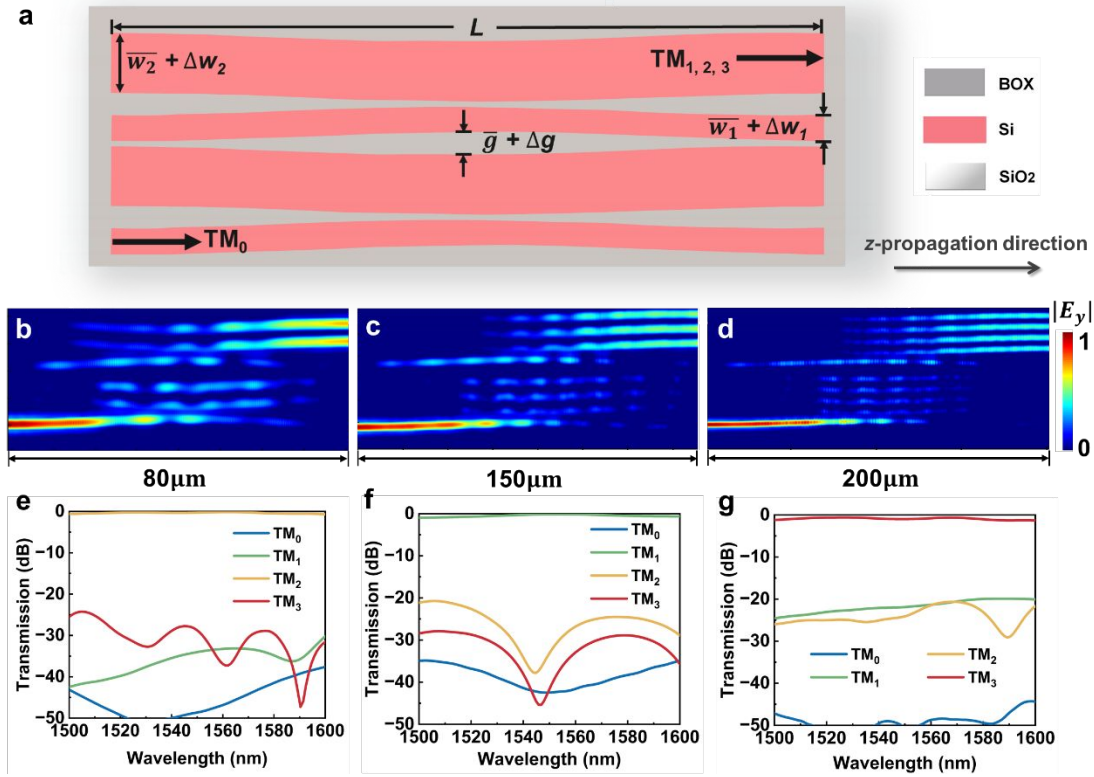 a
L
w̅₂ + Δw₂
TM₁, ₂, ₃
w̅₁ + Δw₁
g̅ + Δg
TM₀
BOX
Si
SiO₂
z-propagation direction
b
c
d
|Eᵧ|
1
0
80μm
150μm
200μm
e
Transmission (dB)
0
−10
−20
−30
−40
−50
TM₀
TM₁
TM₂
TM₃
1500 1520 1540 1560 1580 1600
Wavelength (nm)
f
Transmission (dB)
0
−10
−20
−30
−40
−50
TM₀
TM₁
TM₂
TM₃
1500 1520 1540 1560 1580 1600
Wavelength (nm)
g
Transmission (dB)
0
−10
−20
−30
−40
−50
TM₀ TM₂
TM₁ TM₃
1500 1520 1540 1560 1580 1600
Wavelength (nm)